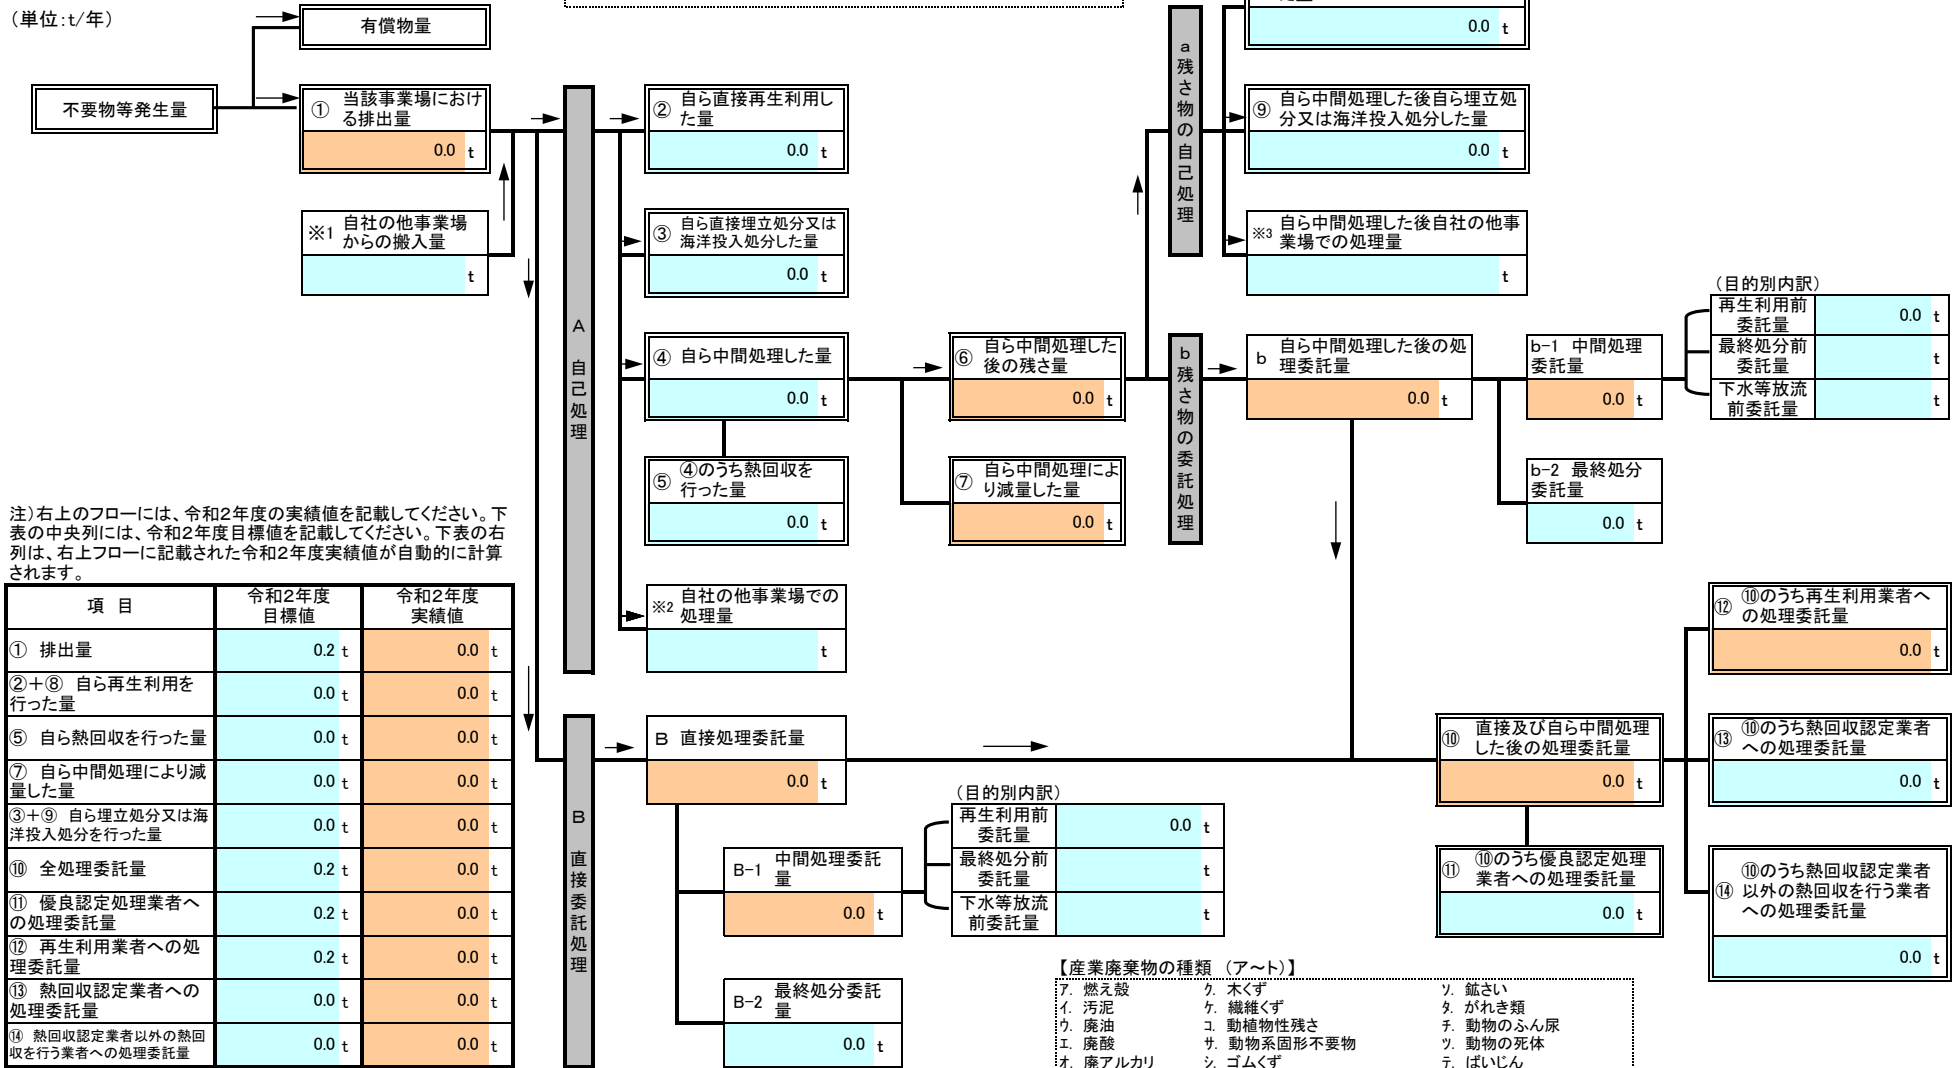 (単位:t/年)
有償物量
不要物等発生量
① 当該事業場におけ
る排出量
0.0 t
※1 自社の他事業場
からの搬入量
t
A 自己処理
② 自ら直接再生利用し
た量
0.0 t
③ 自ら直接埋立処分又は
海洋投入処分した量
0.0 t
④ 自ら中間処理した量
0.0 t
⑤ ④のうち熱回収を
行った量
0.0 t
※2 自社の他事業場での
処理量
t
⑥ 自ら中間処理した
後の残さ量
0.0 t
⑦ 自ら中間処理によ
り減量した量
0.0 t
a 残さ物の自己処理
0.0 t
⑨ 自ら中間処理した後自ら埋立処
分又は海洋投入処分した量
0.0 t
※3 自ら中間処理した後自社の他事
業場での処理量
t
b 残さ物の委託処理
b 自ら中間処理した後の処
理委託量
0.0 t
b-1 中間処理
委託量
0.0 t
b-2 最終処分
委託量
0.0 t
(目的別内訳)
再生利用前
委託量
0.0 t
最終処分前
委託量
t
下水等放流
前委託量
t
注)右上のフローには、令和2年度の実績値を記載してください。下
表の中央列には、令和2年度目標値を記載してください。下表の右
列は、右上フローに記載された令和2年度実績値が自動的に計算
されます。
項 目 令和2年度 目標値 令和2年度 実績値
① 排出量 0.2 t 0.0 t
②+⑧ 自ら再生利用を
行った量 0.0 t 0.0 t
⑤ 自ら熱回収を行った量 0.0 t 0.0 t
⑦ 自ら中間処理により減
量した量 0.0 t 0.0 t
③+⑨ 自ら埋立処分又は海
洋投入処分を行った量 0.0 t 0.0 t
⑩ 全処理委託量 0.2 t 0.0 t
⑪ 優良認定処理業者へ
の処理委託量 0.2 t 0.0 t
⑫ 再生利用業者への処
理委託量 0.2 t 0.0 t
⑬ 熱回収認定業者への
処理委託量 0.0 t 0.0 t
⑭ 熱回収認定業者以外の熱回
収を行う業者への処理委託量 0.0 t 0.0 t
B 直接委託処理
B 直接処理委託量
0.0 t
B-1 中間処理委託
量
0.0 t
B-2 最終処分委託
量
0.0 t
(目的別内訳)
再生利用前
委託量
0.0 t
最終処分前
委託量
t
下水等放流
前委託量
t
⑩ 直接及び自ら中間処理
した後の処理委託量
0.0 t
⑪ ⑩のうち優良認定処理
業者への処理委託量
0.0 t
⑫ ⑩のうち再生利用業者へ
の処理委託量
0.0 t
⑬ ⑩のうち熱回収認定業者
への処理委託量
0.0 t
⑭ ⑩のうち熱回収認定業者
以外の熱回収を行う業者
への処理委託量
0.0 t
【産業廃棄物の種類 (ア~ト)】
ア. 燃え殻 ク. 木くず ソ. 鉱さい
イ. 汚泥 ケ. 繊維くず タ. がれき類
ウ. 廃油 コ. 動植物性残さ チ. 動物のふん尿
エ. 廃酸 サ. 動物系固形不要物 ツ. 動物の死体
オ. 廃アルカリ シ. ゴムくず テ. ばいじん